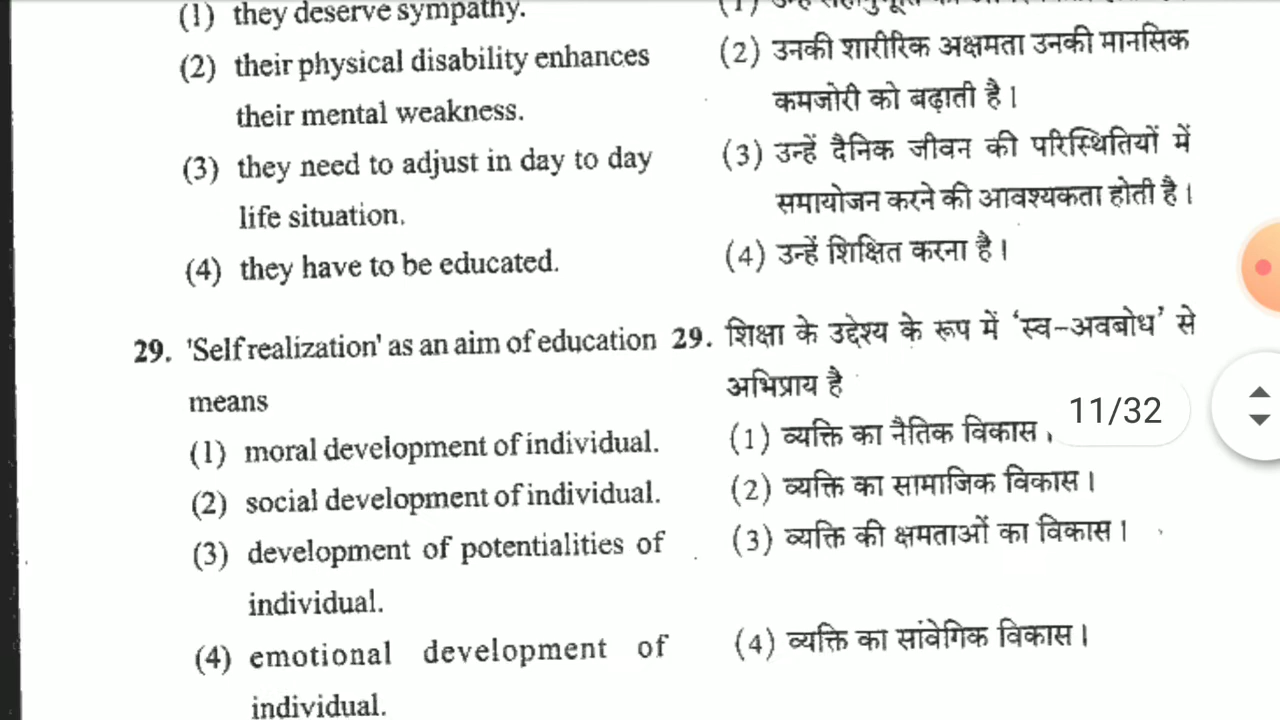 (1) they deserve sympathy.
(2) their physical disability enhances
their mental weakness.
(3) they need to adjust in day to day
life situation.
(4) they have to be educated.
29. 'Self realization' as an aim of education
means
(1) moral development of individual.
(2) social development of individual.
(3) development of potentialities of
individual.
(4) emotional development of
individual.
(2) उनकी शारीरिक अक्षमता उनकी मानसिक
कमजोरी को बढ़ाती है।
(3) उन्हें दैनिक जीवन की परिस्थितियों में
समायोजन करने की आवश्यकता होती है।
(4) उन्हें शिक्षित करना है।
29. शिक्षा के उद्देश्य के रूप में ‘स्व-अवबोध’ से
अभिप्राय है
(1) व्यक्ति का नैतिक विकास।
(2) व्यक्ति का सामाजिक विकास।
(3) व्यक्ति की क्षमताओं का विकास।
(4) व्यक्ति का सांवेगिक विकास।
11/32